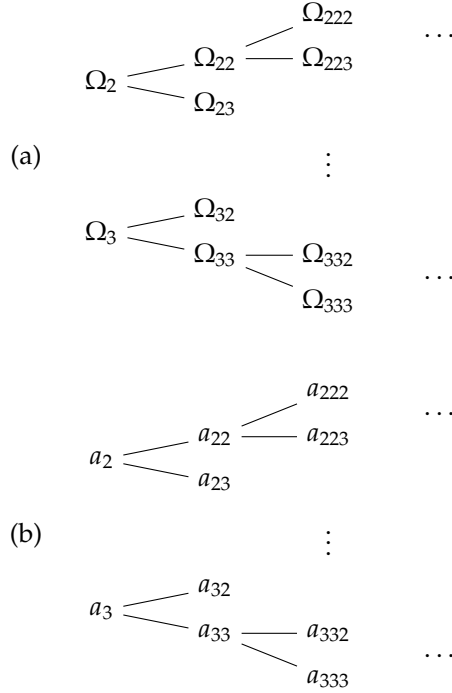 Ω₂₂₂
…
Ω₂₂
Ω₂₂₃
Ω₂
Ω₂₃
(a)
⋮
Ω₃₂
Ω₃
Ω₃₃
Ω₃₃₂
…
Ω₃₃₃
a₂₂₂
…
a₂₂
a₂₂₃
a₂
a₂₃
(b)
⋮
a₃₂
a₃
a₃₃
a₃₃₂
…
a₃₃₃